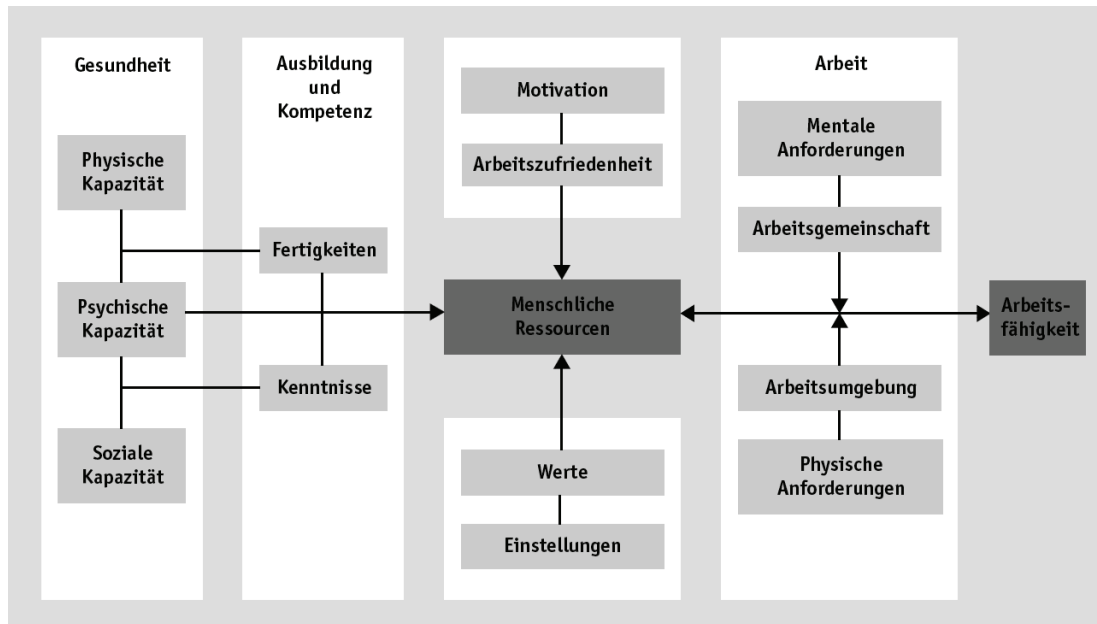 Gesundheit
Physische
Kapazität
Psychische
Kapazität
Soziale
Kapazität
Ausbildung
und
Kompetenz
Fertigkeiten
Kenntnisse
Motivation
Arbeitszufriedenheit
Menschliche
Ressourcen
Werte
Einstellungen
Arbeit
Mentale
Anforderungen
Arbeitsgemeinschaft
Arbeitsumgebung
Physische
Anforderungen
Arbeits-
fähigkeit